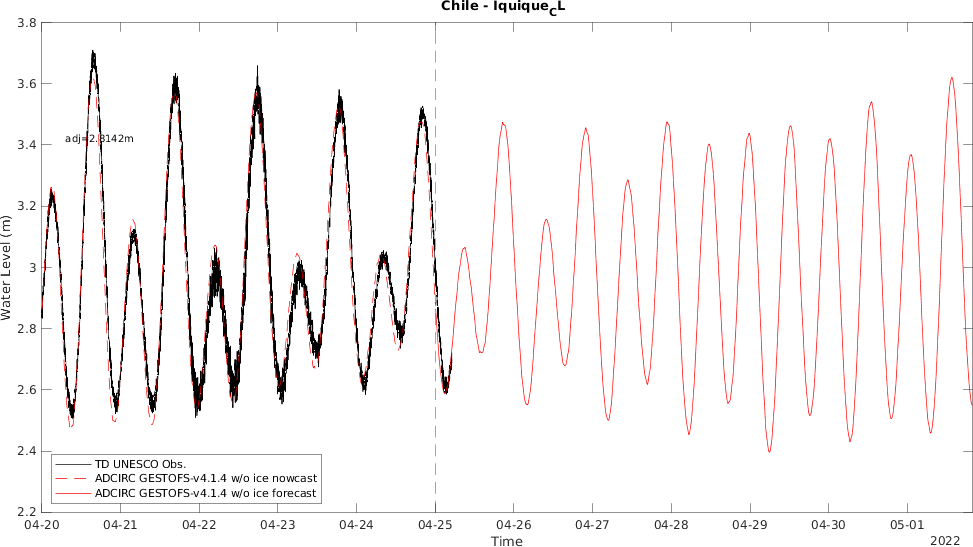 Chile - Iquique_CL
3.8
3.6
3.4
3.2
3
2.8
2.6
2.4
2.2
Water Level (m)
adj=2.8142m
TD UNESCO Obs.
ADCIRC GESTOFS-v4.1.4 w/o ice nowcast
ADCIRC GESTOFS-v4.1.4 w/o ice forecast
04-20 04-21 04-22 04-23 04-24 04-25 04-26 04-27 04-28 04-29 04-30 05-01
Time
2022